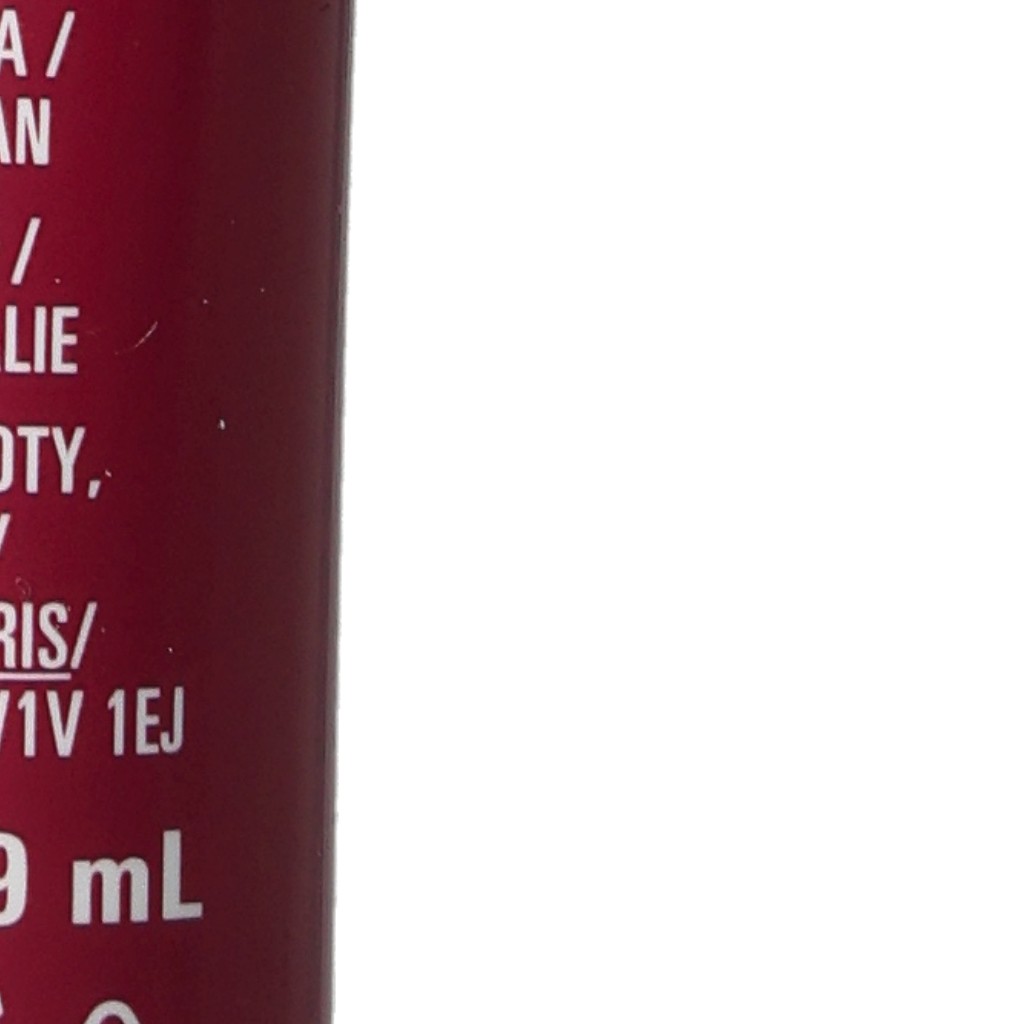 A /
AN
/
LIE
OTY,
/
RIS/
/1V 1EJ
9 mL